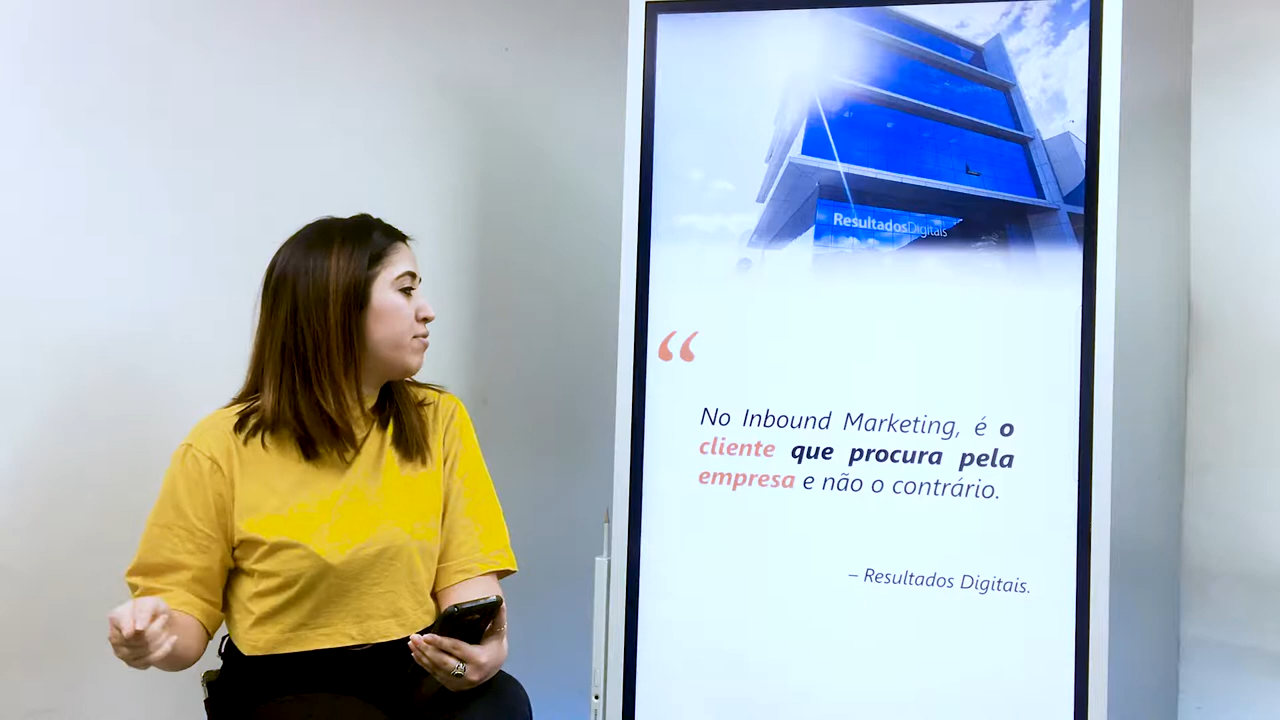 ResultadosDigitais
“
No Inbound Marketing, é o
cliente que procura pela
empresa e não o contrário.
– Resultados Digitais.